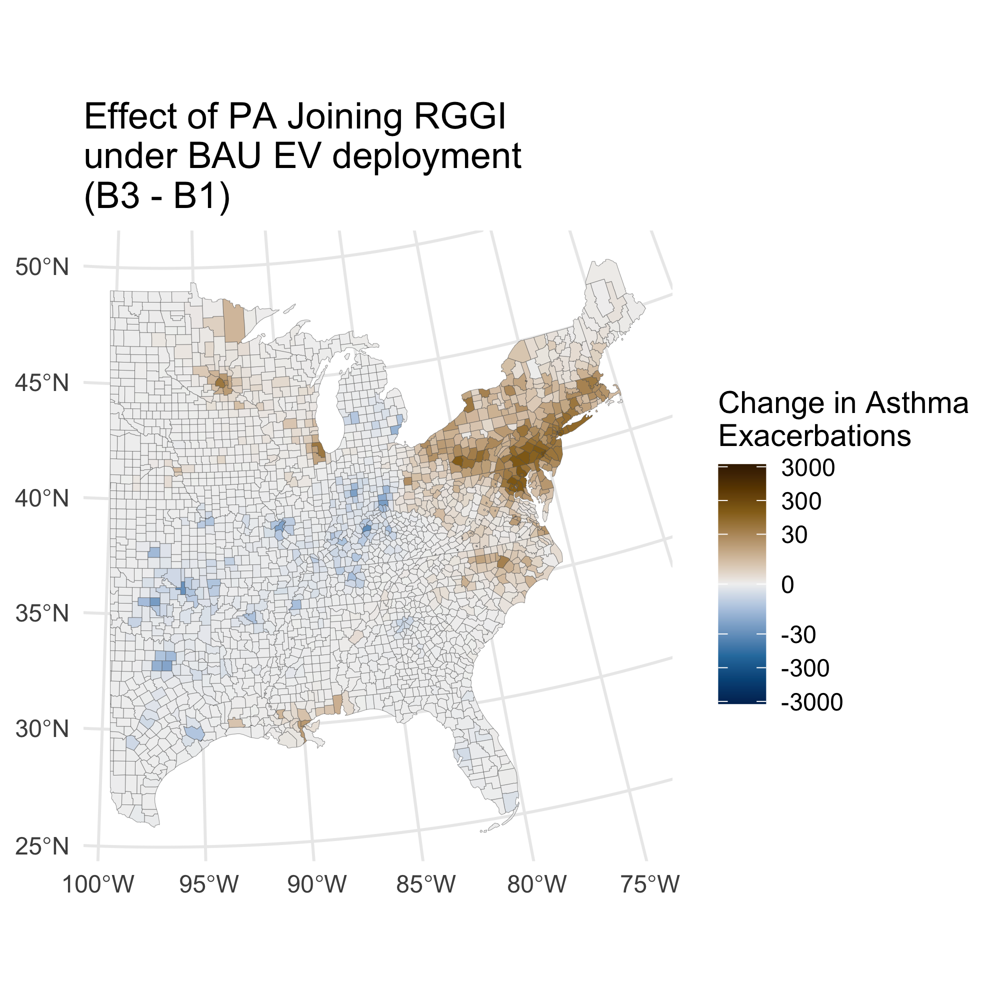 Effect of PA Joining RGGI
under BAU EV deployment
(B3 - B1)
50°N
45°N
40°N
35°N
30°N
25°N
100°W
95°W
90°W
85°W
80°W
75°W
Change in Asthma
Exacerbations
3000
300
30
0
-30
-300
-3000